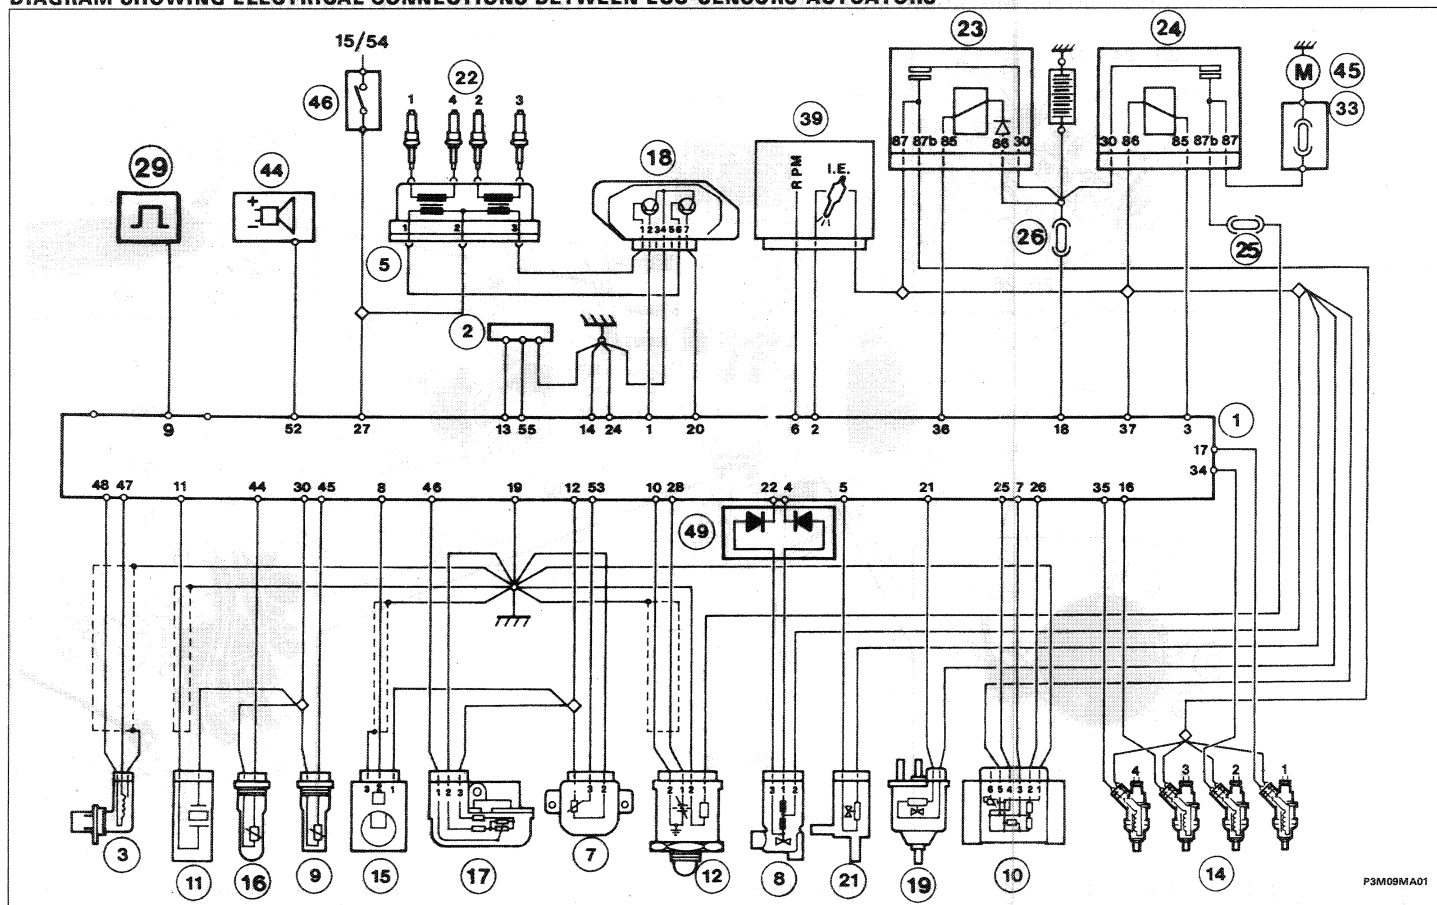 DIAGRAM SHOWING ELECTRICAL CONNECTIONS BETWEEN ECU-SENSORS-ACTUATORS
15/54
23
24
46
22
M
45
33
1 4 2 3
39
29
44
18
RPM
I.E.
87 87b 85 86 30
30 86 85 87b 87
5
1 2 3
1 2 3 4 5 6 7
26
25
2
9 52 27 13 55 14 24 1 20 6 2 36 18 37 3
1
17
34
48 47 11 44 30 45 8 46 19 12 53 10 28 22 4 5 21 25 7 26 35 16
49
3 2 1
1 2 3
3 2
2 1 2 1
3 1 2
6 5 4 3 2 1
4 3 2 1
3
11
16
9
15
17
7
12
8
21
19
10
14
P3M09MA01